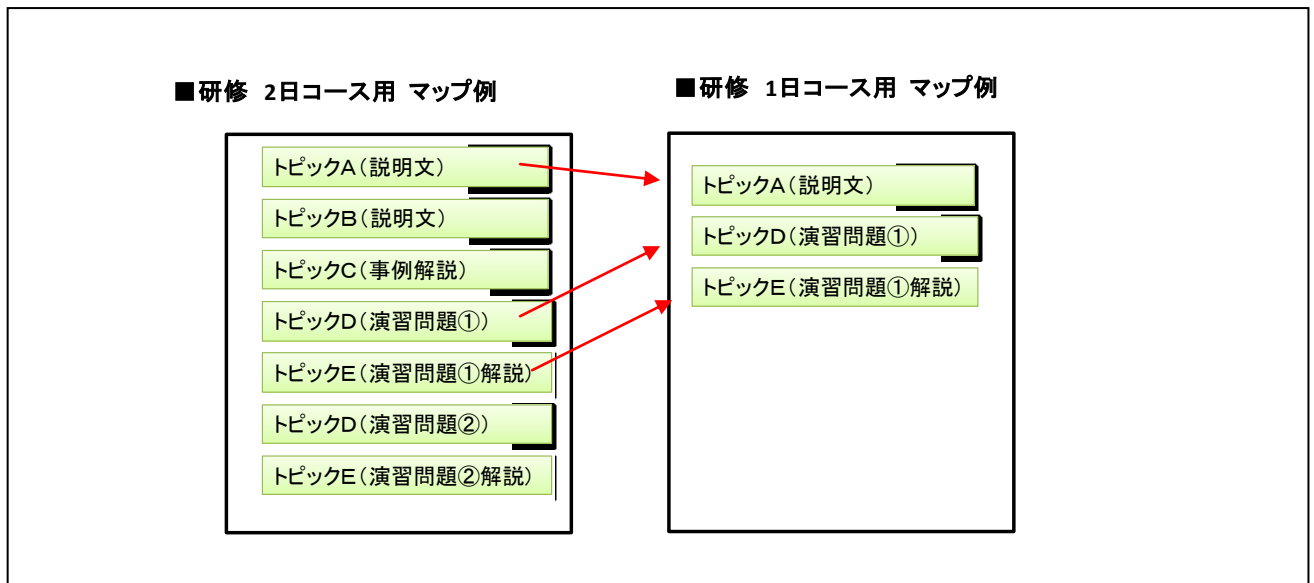 ■研修 2日コース用 マップ例
トピックA(説明文)
トピックB(説明文)
トピックC(事例解説)
トピックD(演習問題①)
トピックE(演習問題①解説)
トピックD(演習問題②)
トピックE(演習問題②解説)
■研修 1日コース用 マップ例
トピックA(説明文)
トピックD(演習問題①)
トピックE(演習問題①解説)